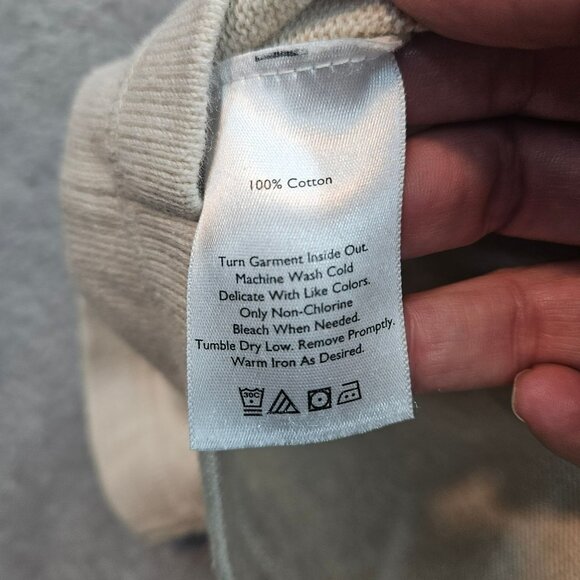 100% Cotton
Turn Garment Inside Out.
Machine Wash Cold
Delicate With Like Colors.
Only Non-Chlorine
Bleach When Needed.
Tumble Dry Low. Remove Promptly.
Warm Iron As Desired.
30C